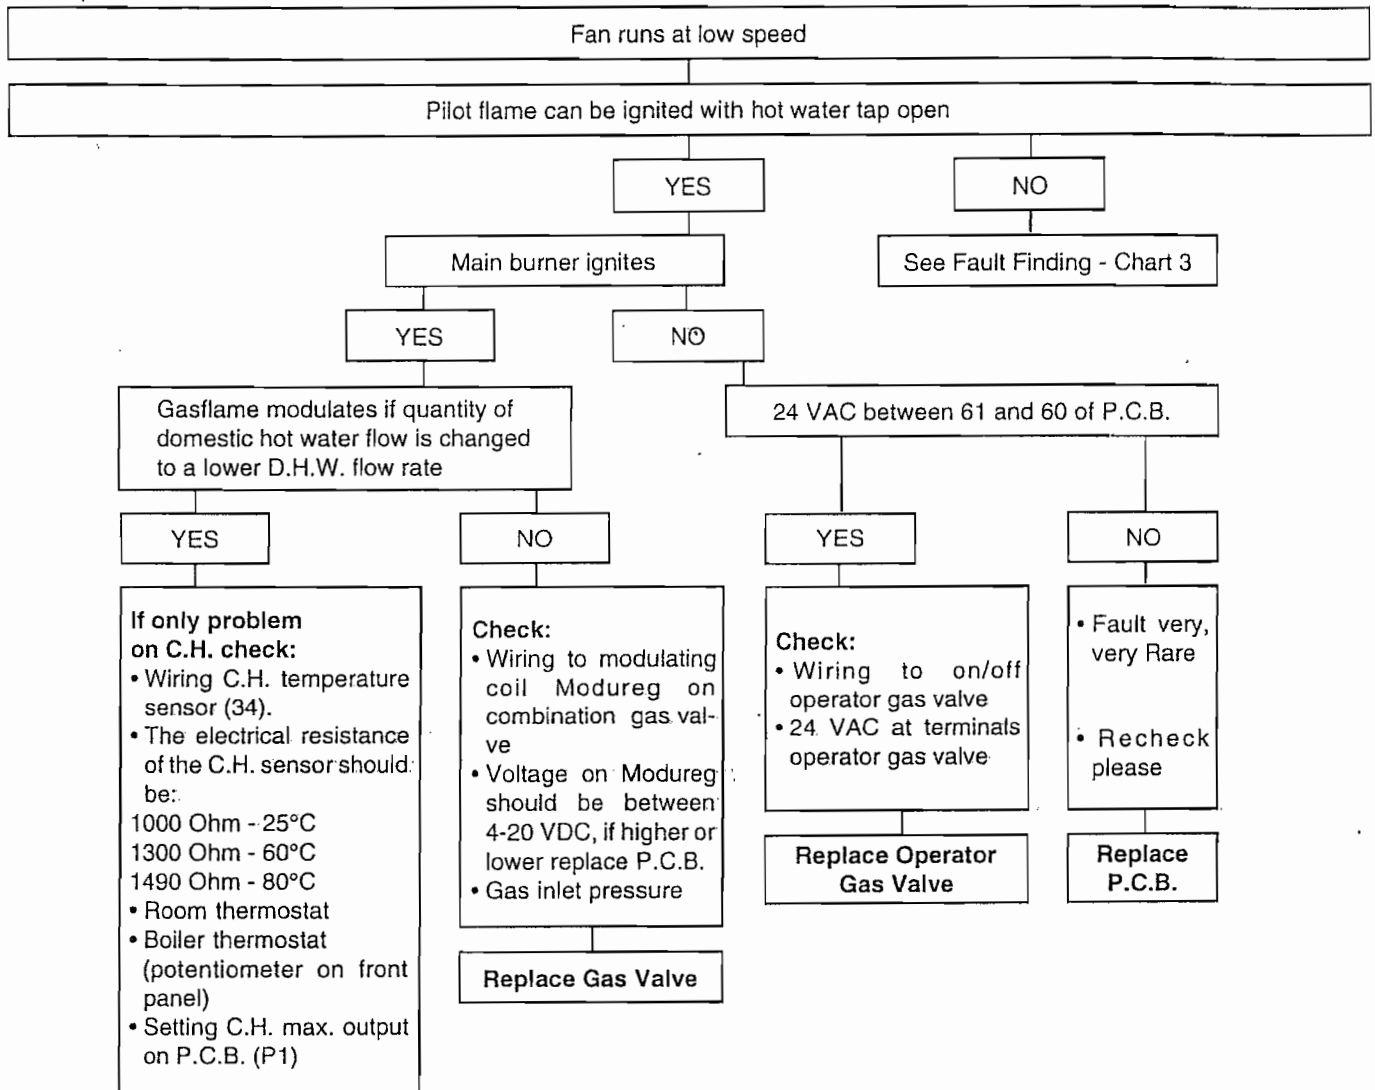 Fan runs at low speed
Pilot flame can be ignited with hot water tap open
YES
NO
Main burner ignites
See Fault Finding - Chart 3
YES
NO
Gasflame modulates if quantity of
domestic hot water flow is changed
to a lower D.H.W. flow rate
24 VAC between 61 and 60 of P.C.B.
YES
NO
YES
NO
If only problem
on C.H. check:
• Wiring C.H. temperature
sensor (34).
• The electrical resistance
of the C.H. sensor should
be:
1000 Ohm - 25°C
1300 Ohm - 60°C
1490 Ohm - 80°C
• Room thermostat
• Boiler thermostat
(potentiometer on front
panel)
• Setting C.H. max. output
on P.C.B. (P1)
Check:
• Wiring to modulating
coil Modureg on
combination gas val-
ve
• Voltage on Modureg
should be between
4-20 VDC, if higher or
lower replace P.C.B.
• Gas inlet pressure
Replace Gas Valve
Check:
• Wiring to on/off
operator gas valve
• 24 VAC at terminals
operator gas valve
Replace Operator
Gas Valve
• Fault very,
very Rare
• Recheck
please
Replace
P.C.B.